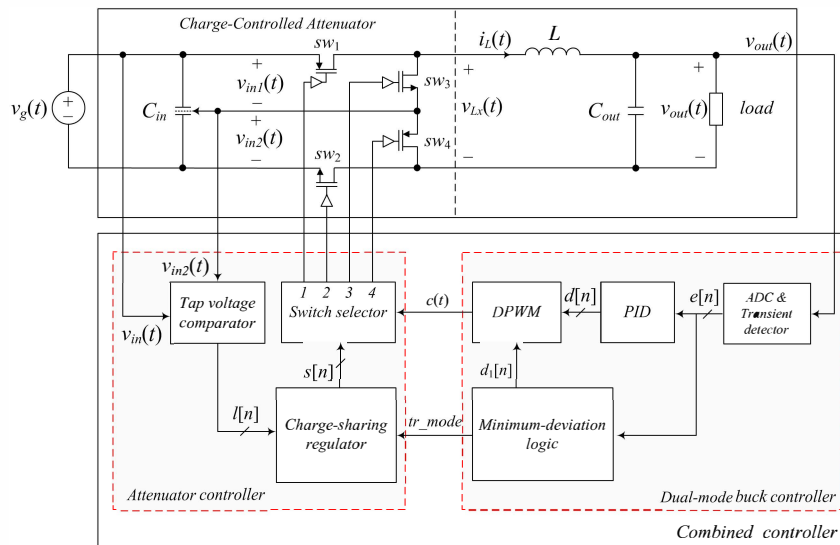 Charge-Controlled Attenuator
sw1
iL(t)
L
vout(t)
+
vin1(t)
−
sw3
+
vg(t)
+
−
Cin
+
vin2(t)
−
vLx(t)
−
Cout
+
vout(t)
−
load
sw4
sw2
vin2(t)
1 2 3 4
Tap voltage
comparator
Switch selector
c(t)
DPWM
d[n]
PID
e[n]
ADC &
Transient
detector
vin(t)
s[n]
d1[n]
l[n]
Charge-sharing
regulator
tr_mode
Minimum-deviation
logic
Attenuator controller
Dual-mode buck controller
Combined controller